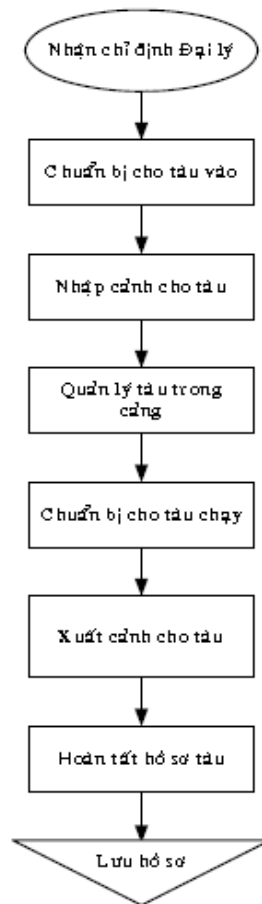 Nhận chỉ định Đại lý
Chuẩn bị cho tàu vào
Nhập cảnh cho tàu
Quản lý tàu trong
cảng
Chuẩn bị cho tàu chạy
Xuất cảnh cho tàu
Hoàn tất hồ sơ tàu
Lưu hồ sơ